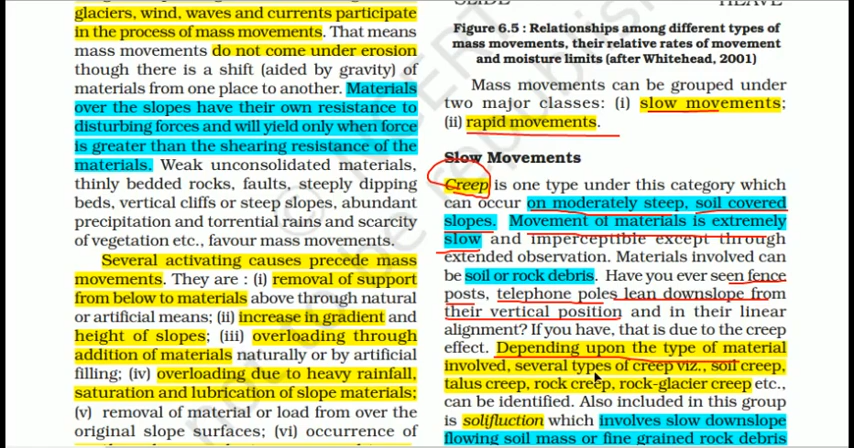 glaciers, wind, waves and currents participate
in the process of mass movements. That means
mass movements do not come under erosion
though there is a shift (aided by gravity) of
materials from one place to another. Materials
over the slopes have their own resistance to
disturbing forces and will yield only when force
is greater than the shearing resistance of the
materials. Weak unconsolidated materials,
thinly bedded rocks, faults, steeply dipping
beds, vertical cliffs or steep slopes, abundant
precipitation and torrential rains and scarcity
of vegetation etc., favour mass movements.
Several activating causes precede mass
movements. They are : (i) removal of support
from below to materials above through natural
or artificial means; (ii) increase in gradient and
height of slopes; (iii) overloading through
addition of materials naturally or by artificial
filling; (iv) overloading due to heavy rainfall,
saturation and lubrication of slope materials;
(v) removal of material or load from over the
original slope surfaces; (vi) occurrence of
SLIDE HEAVE
Figure 6.5 : Relationships among different types of
mass movements, their relative rates of movement
and moisture limits (after Whitehead, 2001)
Mass movements can be grouped under
two major classes: (i) slow movements;
(ii) rapid movements.
Slow Movements
Creep is one type under this category which
can occur on moderately steep, soil covered
slopes. Movement of materials is extremely
slow and imperceptible except through
extended observation. Materials involved can
be soil or rock debris. Have you ever seen fence
posts, telephone poles lean downslope from
their vertical position and in their linear
alignment? If you have, that is due to the creep
effect. Depending upon the type of material
involved, several types of creep viz., soil creep,
talus creep, rock creep, rock-glacier creep etc.,
can be identified. Also included in this group
is solifluction which involves slow downslope
flowing soil mass or fine grained rock debris